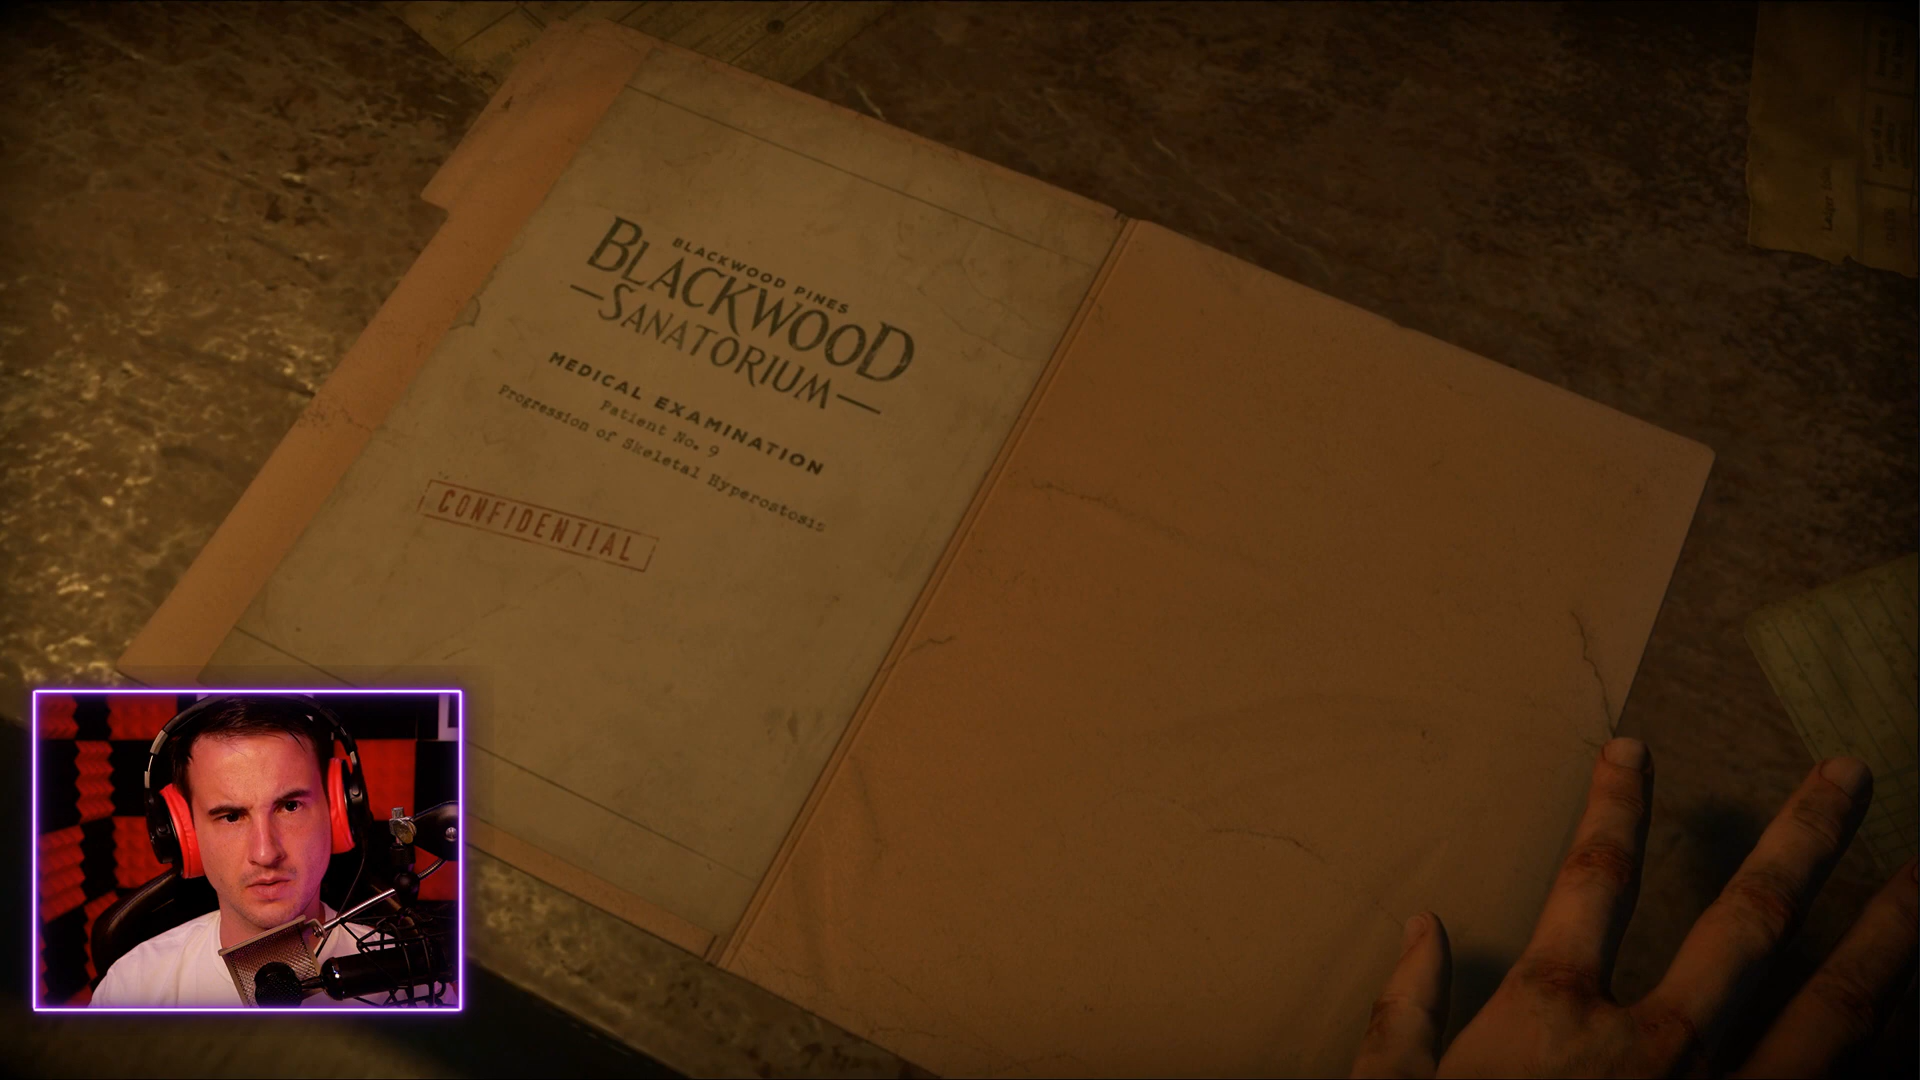 BLACKWOOD PINES
BLACKWOOD
SANATORIUM
MEDICAL EXAMINATION
Patient No. 9
Progression of Skeletal Hyperostosis
CONFIDENTIAL